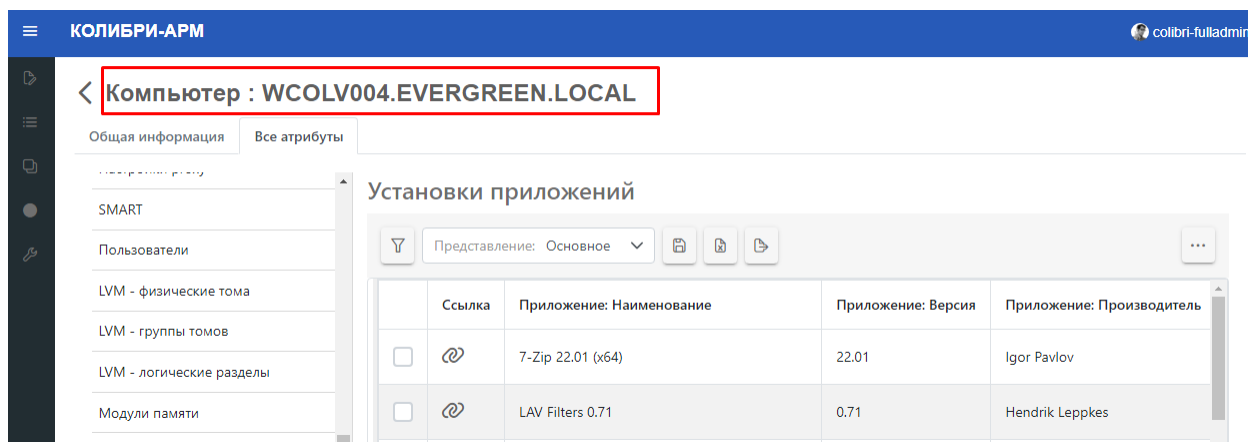 КОЛИБРИ-АРМ
colibri-fulladmin
Компьютер : WCOLV004.EVERGREEN.LOCAL
Общая информация Все атрибуты
SMART
Пользователи
LVM - физические тома
LVM - группы томов
LVM - логические разделы
Модули памяти
Установки приложений
Представление: Основное
Ссылка Приложение: Наименование Приложение: Версия Приложение: Производитель
7-Zip 22.01 (x64) 22.01 Igor Pavlov
LAV Filters 0.71 0.71 Hendrik Leppkes